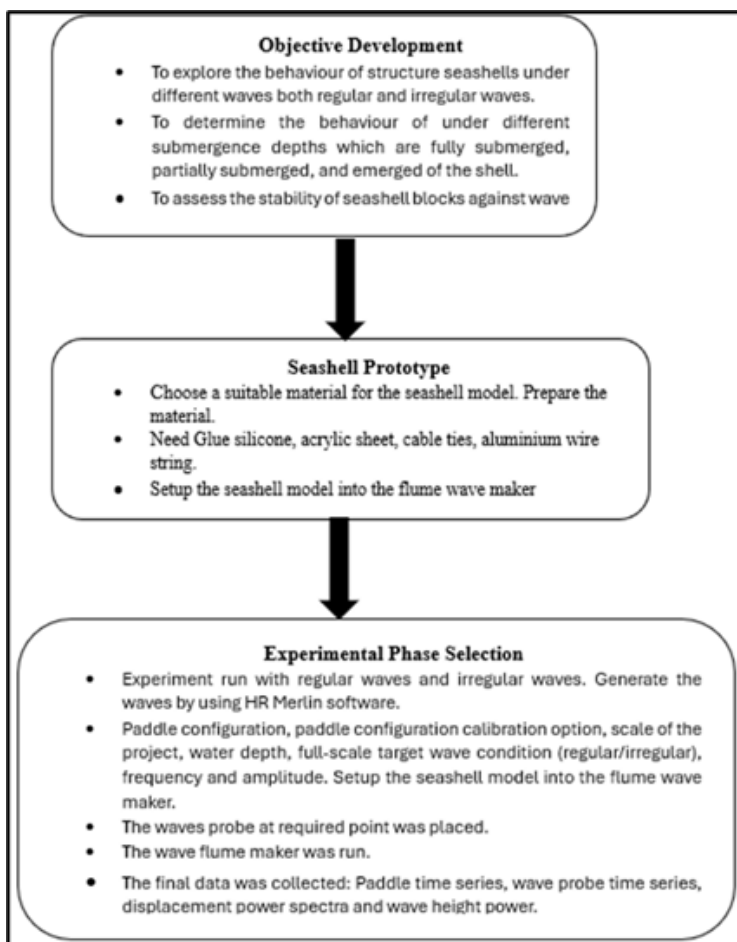 Objective Development
• To explore the behaviour of structure seashells under
different waves both regular and irregular waves.
• To determine the behaviour of under different
submergence depths which are fully submerged,
partially submerged, and emerged of the shell.
• To assess the stability of seashell blocks against wave
Seashell Prototype
• Choose a suitable material for the seashell model. Prepare the
material.
• Need Glue silicone, acrylic sheet, cable ties, aluminium wire
string.
• Setup the seashell model into the flume wave maker
Experimental Phase Selection
• Experiment run with regular waves and irregular waves. Generate the
waves by using HR Merlin software.
• Paddle configuration, paddle configuration calibration option, scale of the
project, water depth, full-scale target wave condition (regular/irregular),
frequency and amplitude. Setup the seashell model into the flume wave
maker.
• The waves probe at required point was placed.
• The wave flume maker was run.
• The final data was collected: Paddle time series, wave probe time series,
displacement power spectra and wave height power.